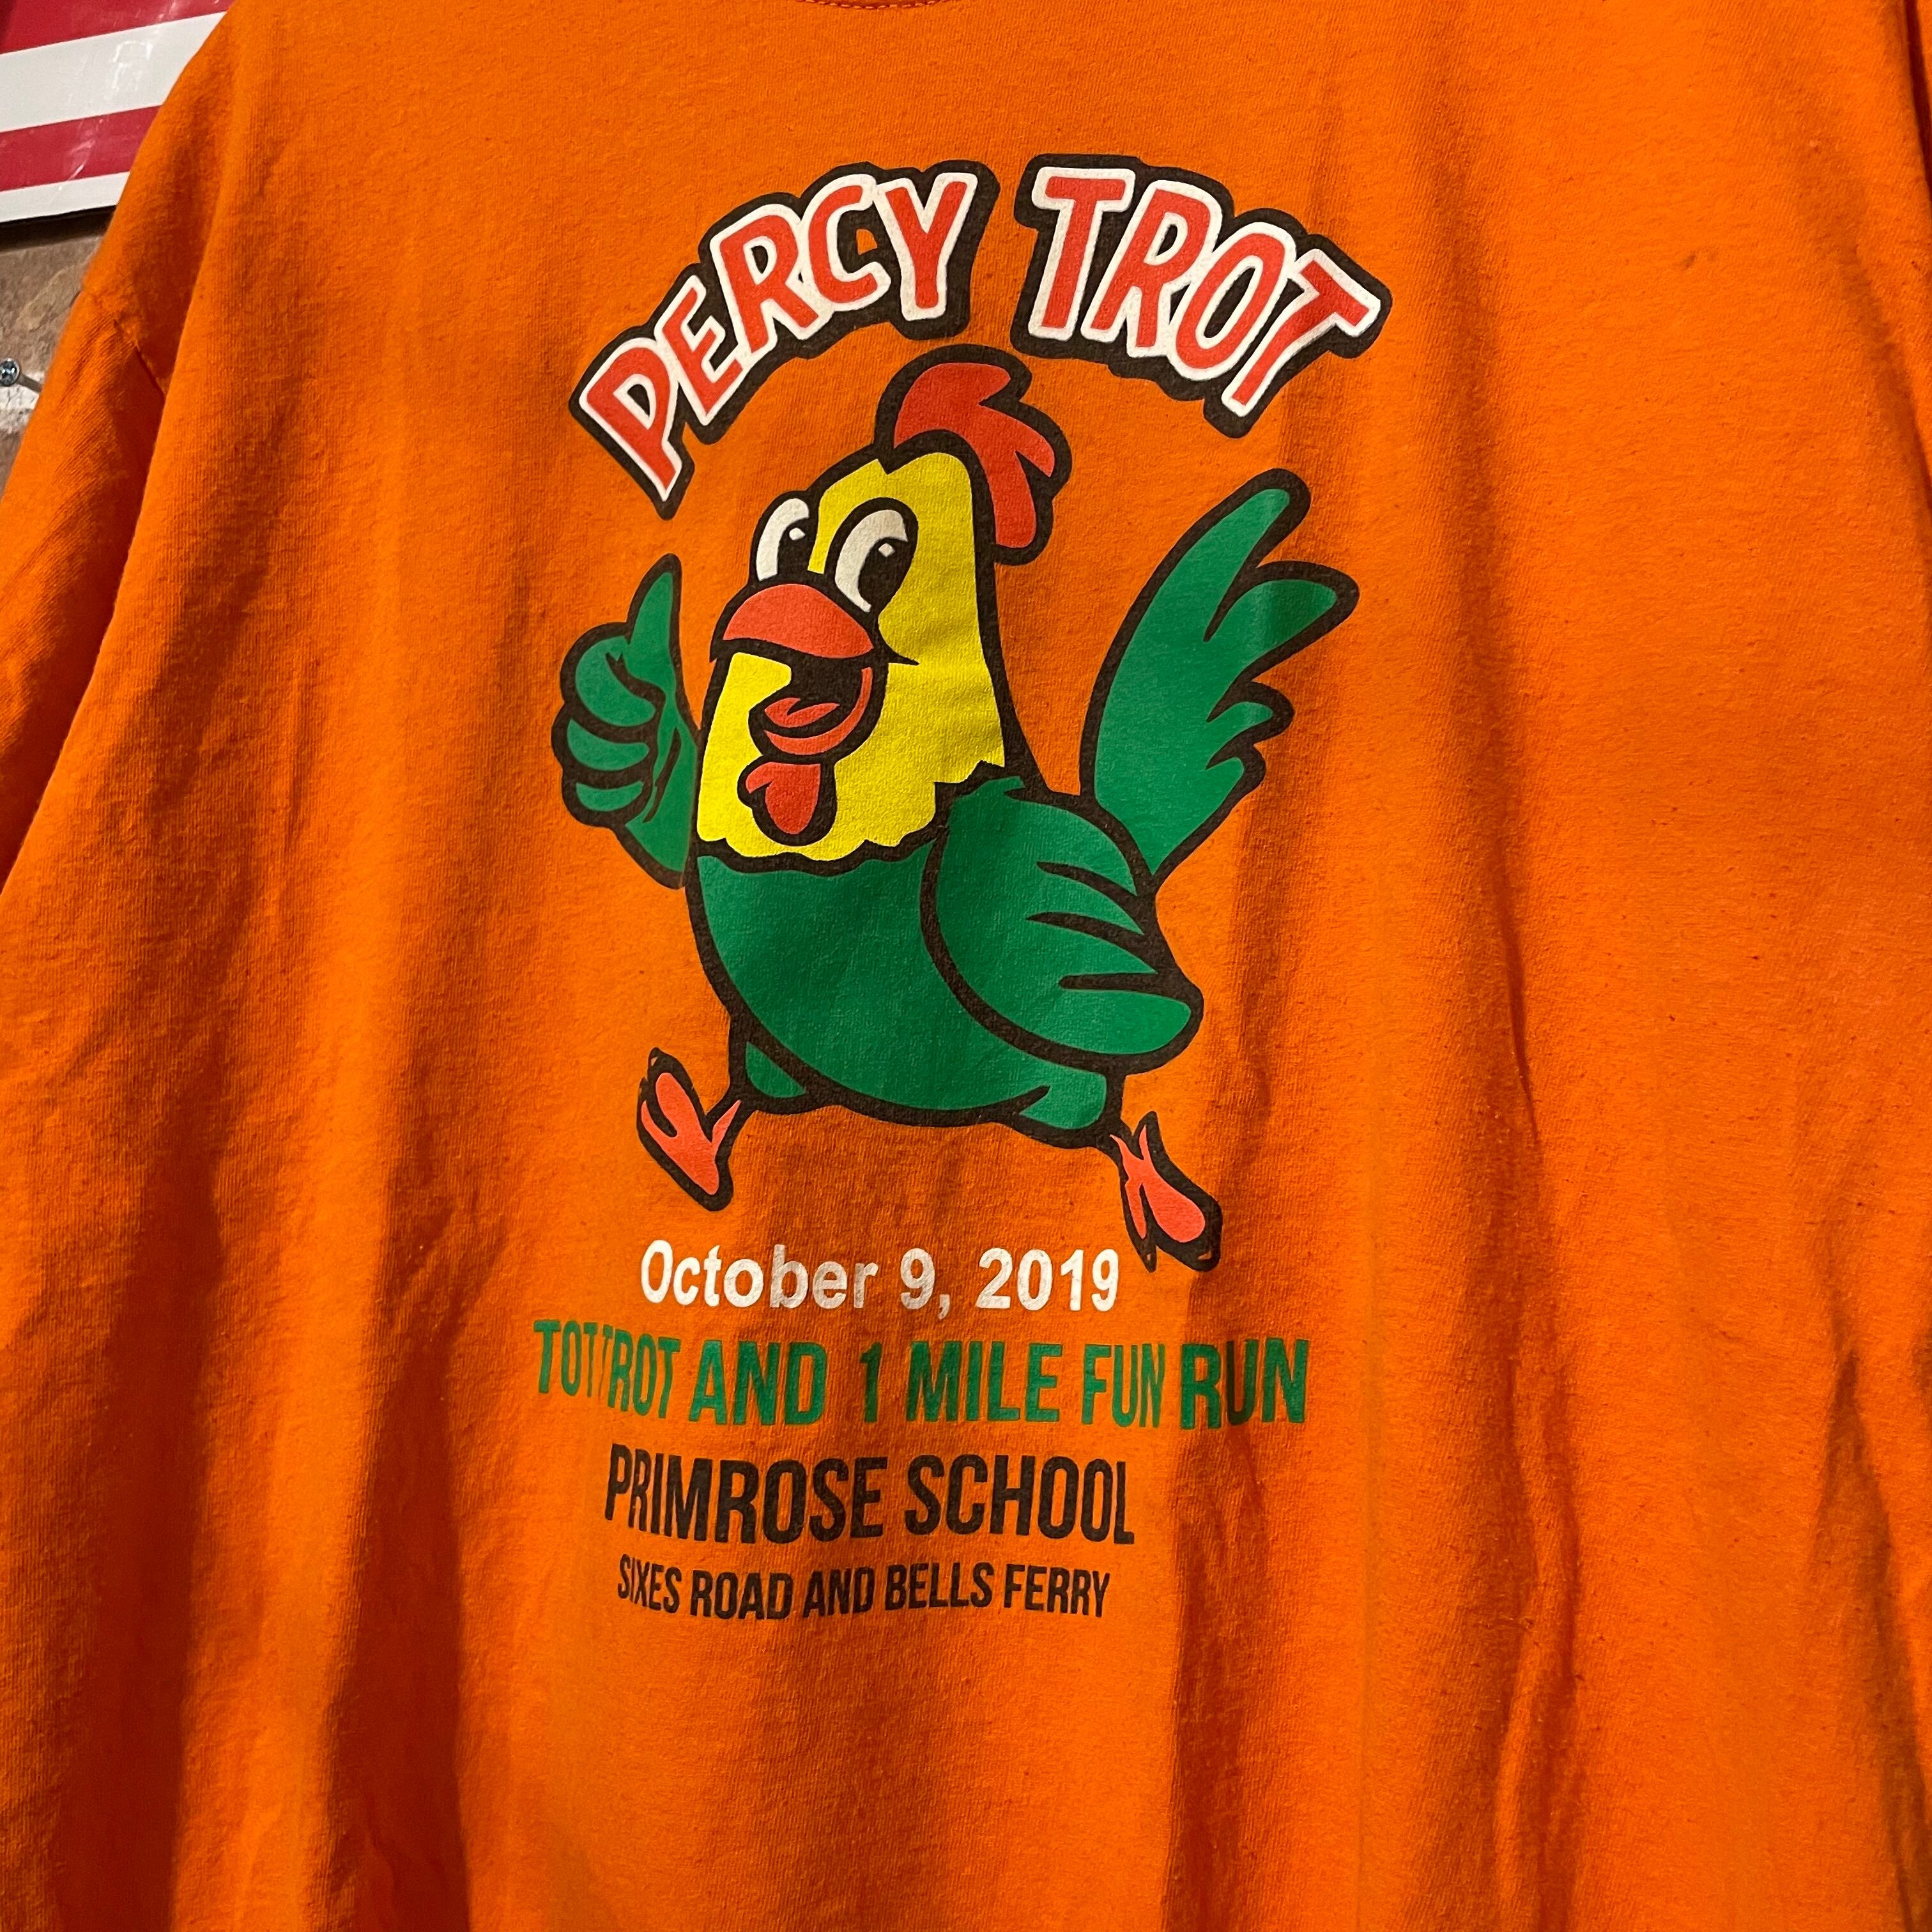 PERCY TROT
October 9, 2019
TOT TROT AND 1 MILE FUN RUN
PRIMROSE SCHOOL
SIXES ROAD AND BELLS FERRY